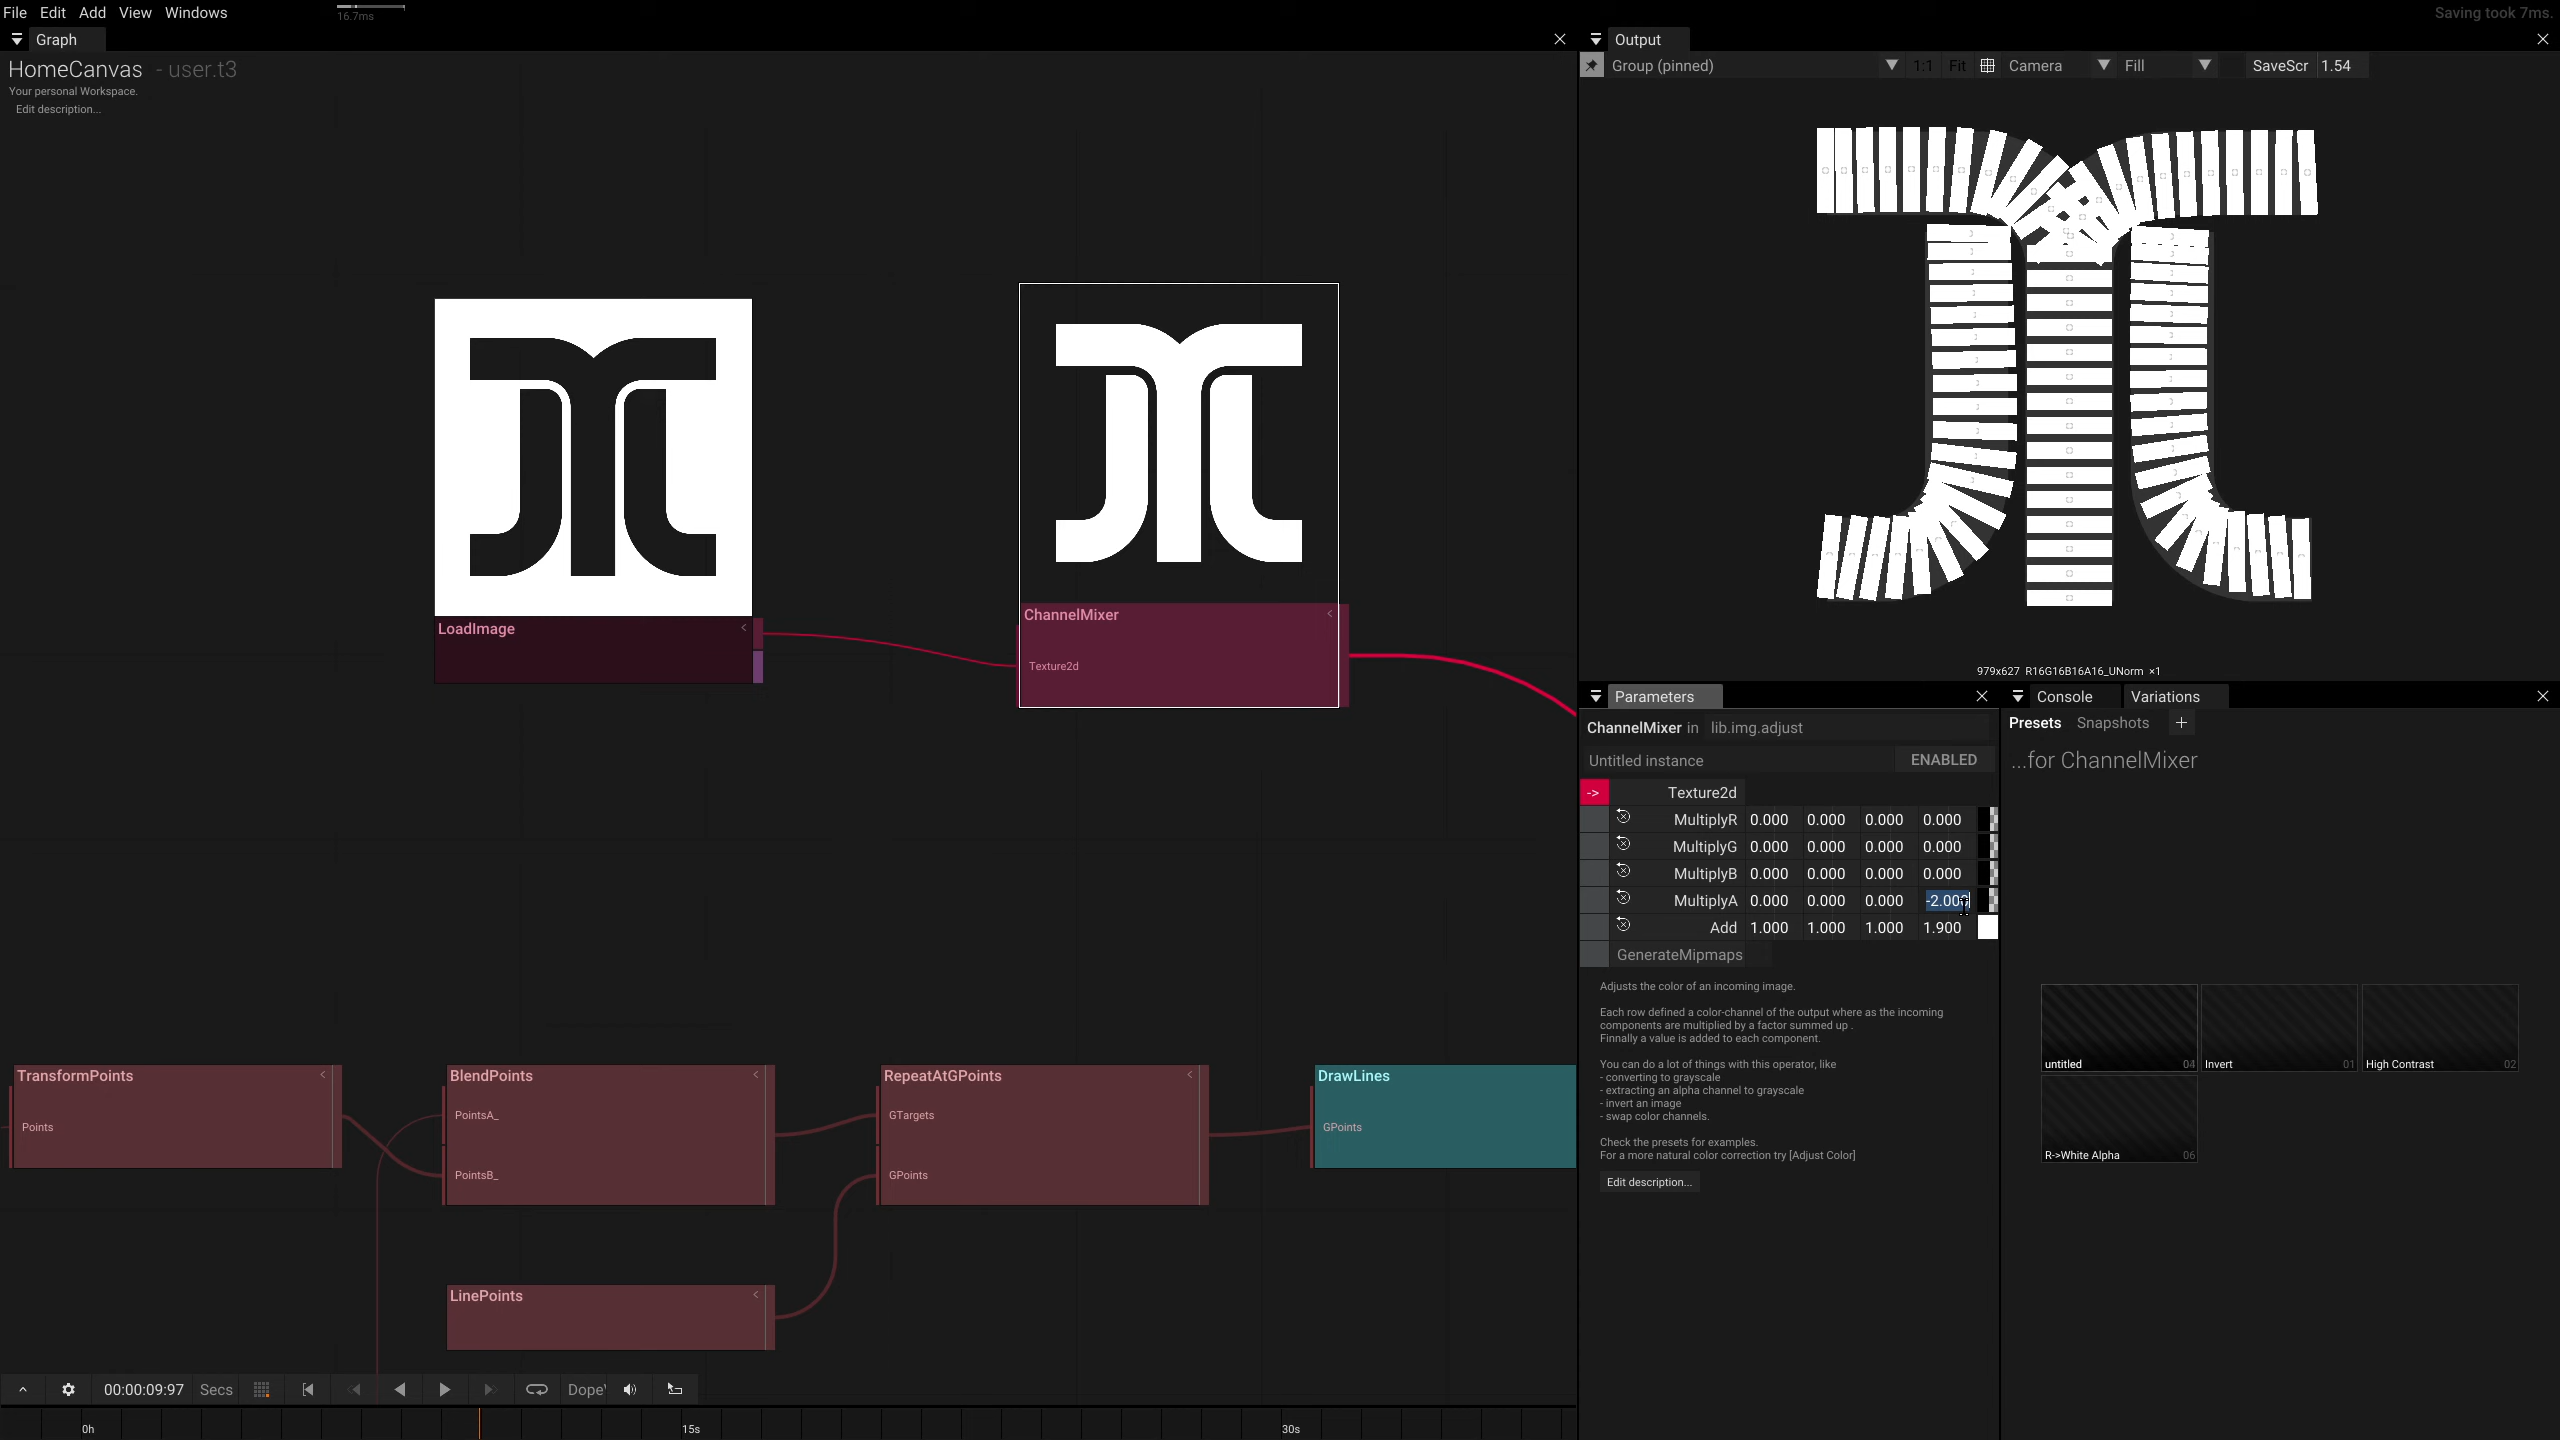 File Edit Add View Windows
16.7ms
Saving took 7ms.
Graph
HomeCanvas - user.t3
Your personal Workspace.
Edit description...
LoadImage
ChannelMixer
Texture2d
TransformPoints
Points
BlendPoints
PointsA_
PointsB_
RepeatAtGPoints
GTargets
GPoints
DrawLines
GPoints
LinePoints
00:00:09:97 Secs
Dope
0h 15s 30s
Output
Group (pinned) 1:1 Fit Camera Fill SaveScr 1.54
979x627 R16G16B16A16_UNorm ×1
Parameters
ChannelMixer in lib.img.adjust
Untitled instance ENABLED
-> Texture2d
MultiplyR 0.000 0.000 0.000 0.000
MultiplyG 0.000 0.000 0.000 0.000
MultiplyB 0.000 0.000 0.000 0.000
MultiplyA 0.000 0.000 0.000 -2.000
Add 1.000 1.000 1.000 1.900
GenerateMipmaps
Adjusts the color of an incoming image.
Each row defined a color-channel of the output where as the incoming
components are multiplied by a factor summed up .
Finnally a value is added to each component.
You can do a lot of things with this operator, like
- converting to grayscale
- extracting an alpha channel to grayscale
- invert an image
- swap color channels.
Check the presets for examples.
For a more natural color correction try [Adjust Color]
Edit description...
Console Variations
Presets Snapshots +
...for ChannelMixer
untitled 04
Invert 01
High Contrast 02
R->White Alpha 06